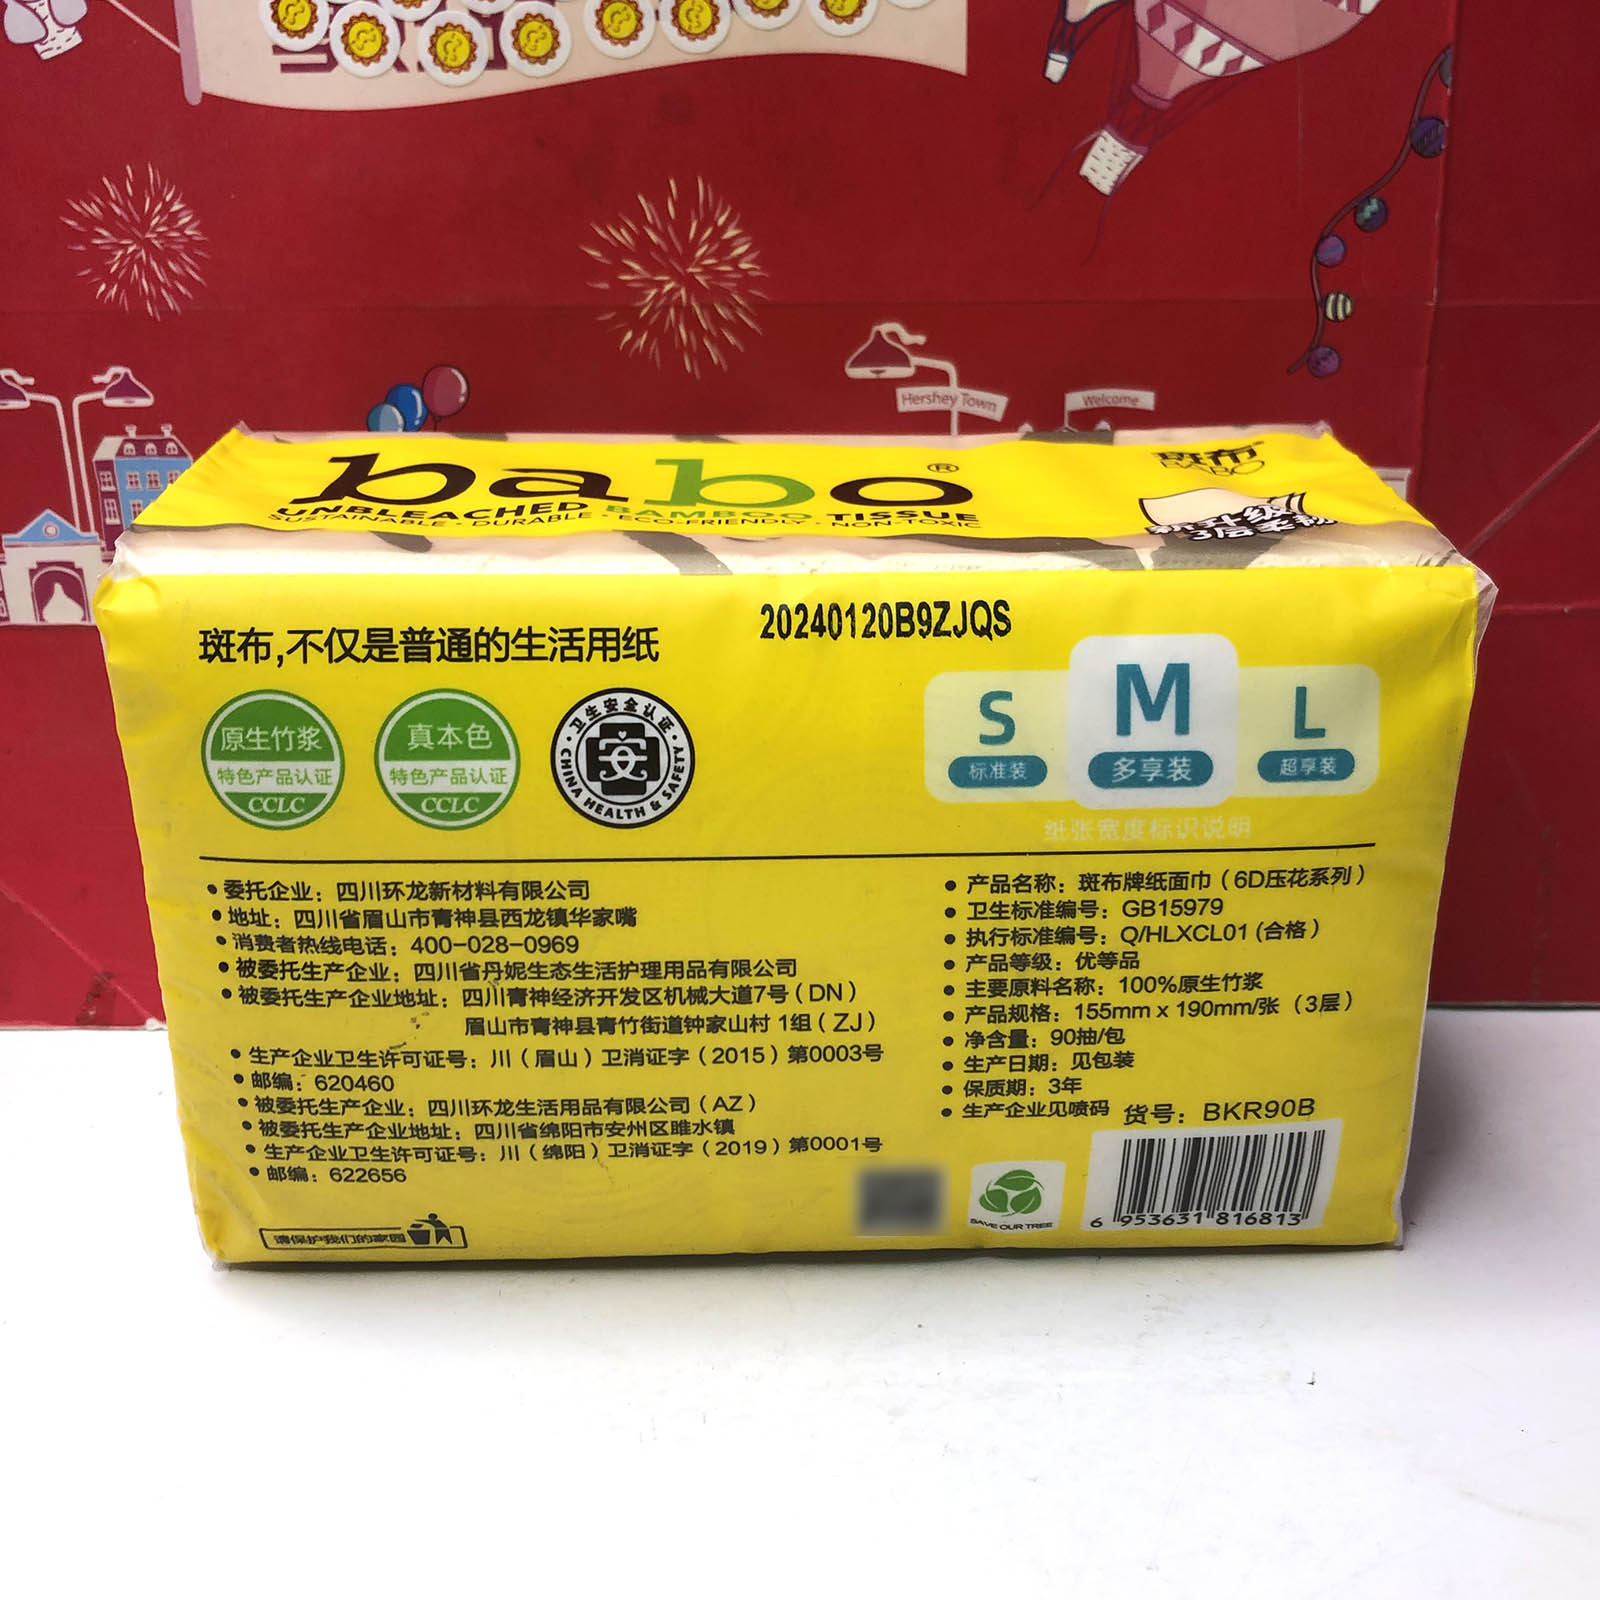 Hershey Town
Welcome
babo®
UNBLEACHED BAMBOO TISSUE
SUSTAINABLE · DURABLE · ECO-FRIENDLY · NON-TOXIC
斑布
BABO
新升级
3层柔韧
20240120B9ZJQS
斑布,不仅是普通的生活用纸
原生竹浆
特色产品认证
CCLC
真本色
特色产品认证
CCLC
卫生安全认证
安
CHINA HEALTH & SAFETY
S
标准装
M
多享装
L
超享装
纸张宽度标识说明
• 委托企业：四川环龙新材料有限公司
• 地址：四川省眉山市青神县西龙镇华家嘴
• 消费者热线电话：400-028-0969
• 被委托生产企业：四川省丹妮生态生活护理用品有限公司
• 被委托生产企业地址：四川青神经济开发区机械大道7号（DN）
眉山市青神县青竹街道钟家山村 1组（ZJ）
• 生产企业卫生许可证号：川（眉山）卫消证字（2015）第0003号
• 邮编：620460
• 被委托生产企业：四川环龙生活用品有限公司（AZ）
• 被委托生产企业地址：四川省绵阳市安州区雎水镇
• 生产企业卫生许可证号：川（绵阳）卫消证字（2019）第0001号
• 邮编：622656
请保护我们的家园
• 产品名称：斑布牌纸面巾（6D压花系列）
• 卫生标准编号：GB15979
• 执行标准编号：Q/HLXCL01 (合格）
• 产品等级：优等品
• 主要原料名称：100%原生竹浆
• 产品规格：155mm x 190mm/张（3层）
• 净含量：90抽/包
• 生产日期：见包装
• 保质期：3年
• 生产企业见喷码 货号：BKR90B
SAVE OUR TREE
6 953631 816813